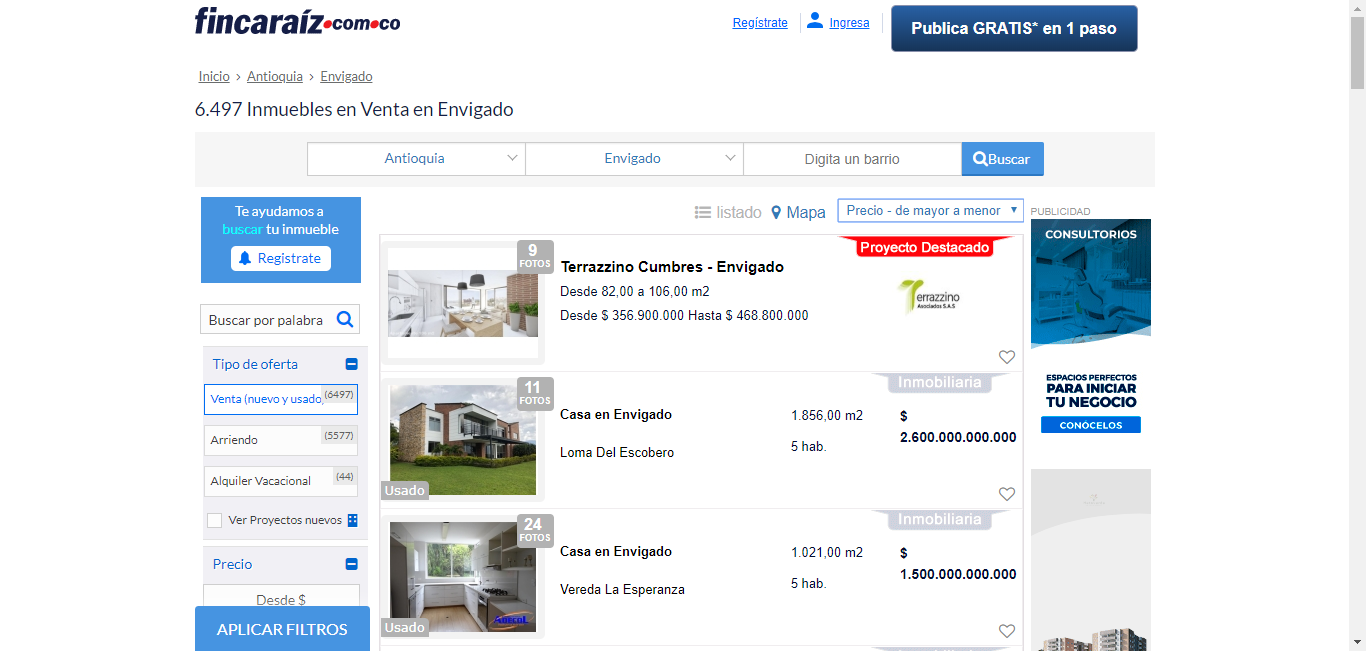 fincaraíz.com.co
Regístrate
Ingresa
Publica GRATIS* en 1 paso
Inicio > Antioquia > Envigado
6.497 Inmuebles en Venta en Envigado
Antioquia
Envigado
Digita un barrio
Buscar
Te ayudamos a
buscar tu inmueble
Registrate
Buscar por palabra
Tipo de oferta
Venta (nuevo y usado)
(6497)
Arriendo
(5577)
Alquiler Vacacional
(44)
Ver Proyectos nuevos
Precio
Desde $
APLICAR FILTROS
listado
Mapa
Precio - de mayor a menor
9
FOTOS
Terrazzino Cumbres - Envigado
Desde 82,00 a 106,00 m2
Desde $ 356.900.000 Hasta $ 468.800.000
Proyecto Destacado
Terrazzino
Asociados S.A.S
11
FOTOS
Usado
Casa en Envigado
Loma Del Escobero
1.856,00 m2
5 hab.
Inmobiliaria
$
2.600.000.000.000
24
FOTOS
Adecol
Usado
Casa en Envigado
Vereda La Esperanza
1.021,00 m2
5 hab.
Inmobiliaria
$
1.500.000.000.000
Inmobiliaria
PUBLICIDAD
CONSULTORIOS
ESPACIOS PERFECTOS
PARA INICIAR
TU NEGOCIO
CONÓCELOS